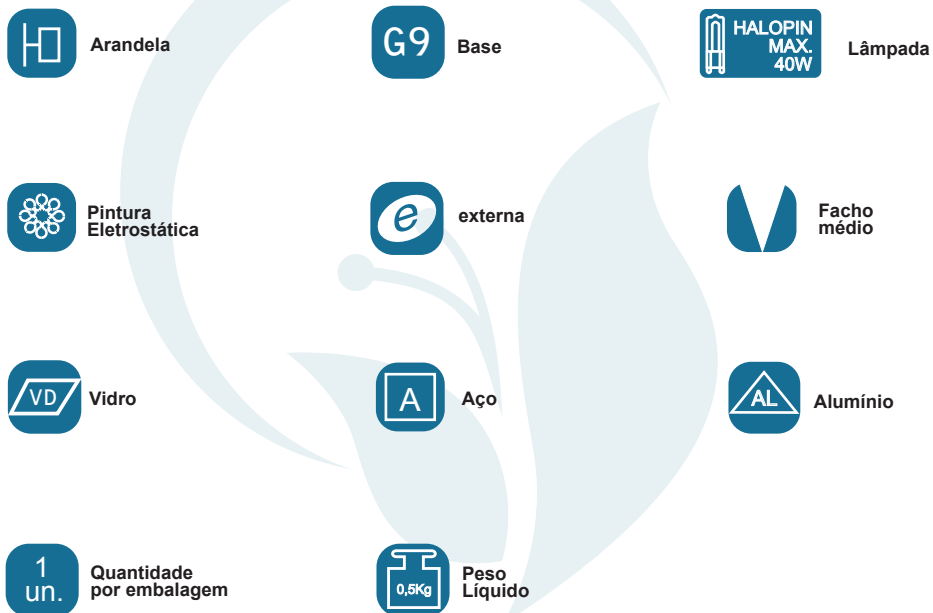 Arandela
G9
Base
HALOPIN
MAX.
40W
Lâmpada
Pintura
Eletrostática
e
externa
Facho
médio
VD
Vidro
A
Aço
AL
Alumínio
1
un.
Quantidade
por embalagem
0,5Kg
Peso
Líquido